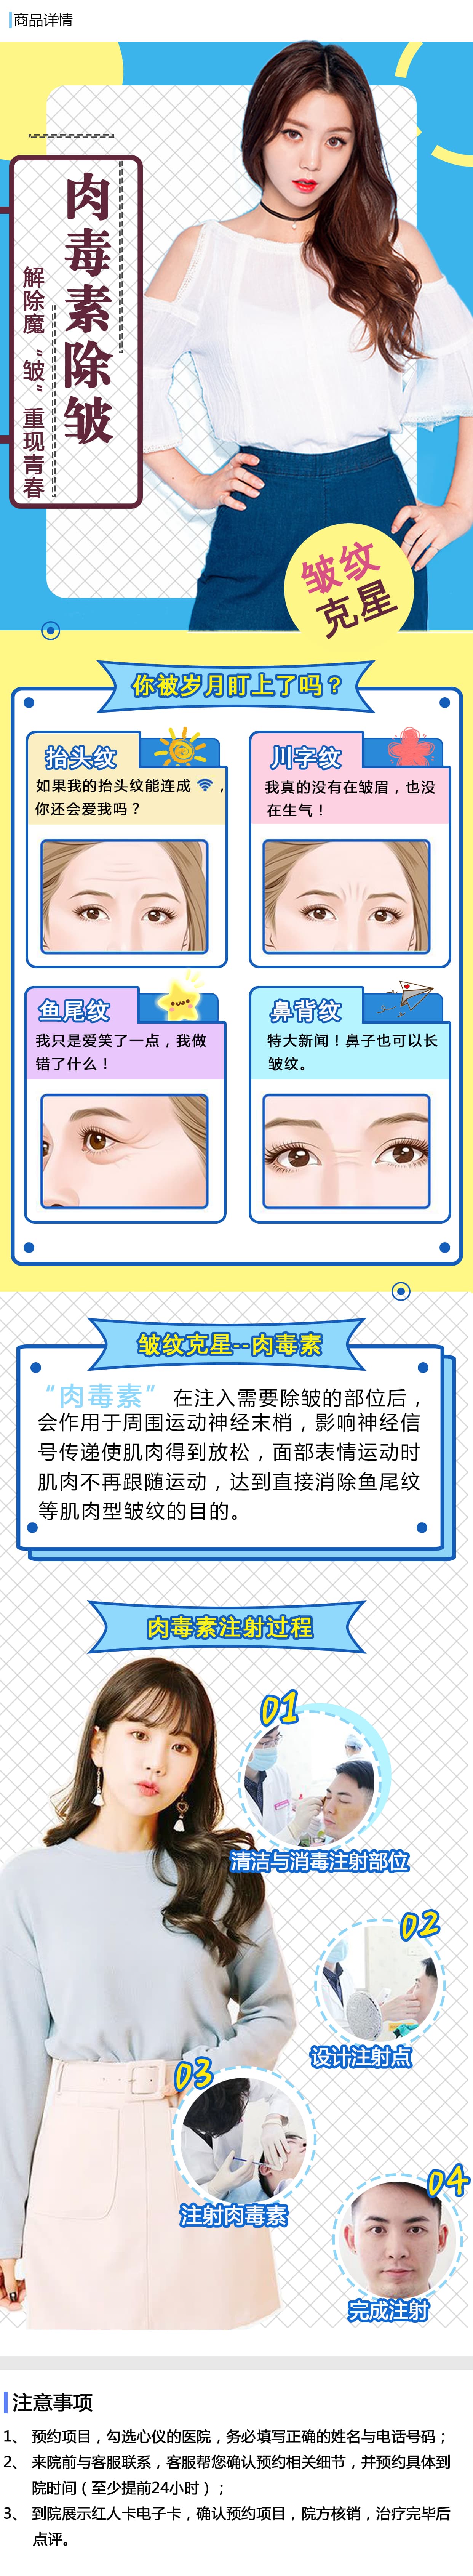 商品详情
肉毒素除皱
解除魔“皱”重现青春
皱纹
克星
你被岁月盯上了吗？
抬头纹
如果我的抬头纹能连成 ，
你还会爱我吗？
川字纹
我真的没有在皱眉，也没
在生气！
鱼尾纹
我只是爱笑了一点，我做
错了什么！
鼻背纹
特大新闻！鼻子也可以长
皱纹。
皱纹克星--肉毒素
“肉毒素”在注入需要除皱的部位后，
会作用于周围运动神经末梢，影响神经信
号传递使肌肉得到放松，面部表情运动时
肌肉不再跟随运动，达到直接消除鱼尾纹
等肌肉型皱纹的目的。
肉毒素注射过程
01
清洁与消毒注射部位
02
设计注射点
03
注射肉毒素
04
完成注射
注意事项
1、 预约项目，勾选心仪的医院，务必填写正确的姓名与电话号码；
2、 来院前与客服联系，客服帮您确认预约相关细节，并预约具体到
院时间（至少提前24小时）；
3、 到院展示红人卡电子卡，确认预约项目，院方核销，治疗完毕后
点评。